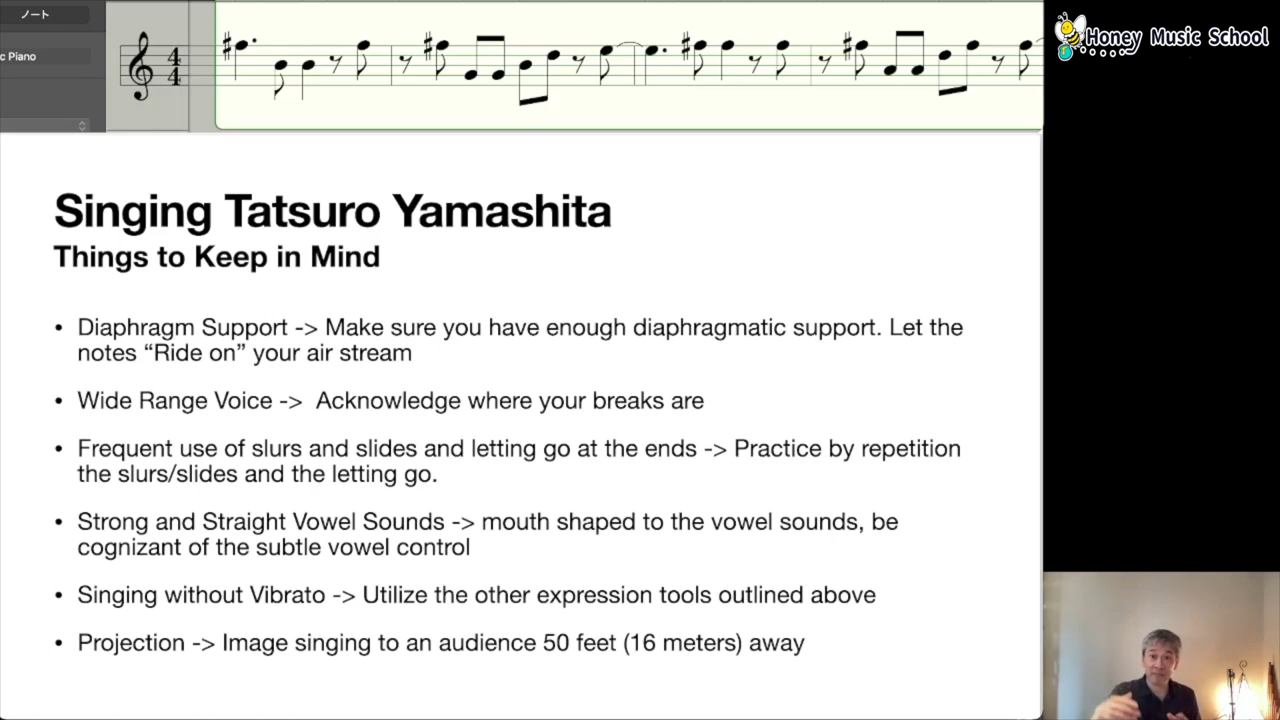 ノート
c Piano
Honey Music School
Singing Tatsuro Yamashita
Things to Keep in Mind
• Diaphragm Support -> Make sure you have enough diaphragmatic support. Let the
notes “Ride on” your air stream
• Wide Range Voice -> Acknowledge where your breaks are
• Frequent use of slurs and slides and letting go at the ends -> Practice by repetition
the slurs/slides and the letting go.
• Strong and Straight Vowel Sounds -> mouth shaped to the vowel sounds, be
cognizant of the subtle vowel control
• Singing without Vibrato -> Utilize the other expression tools outlined above
• Projection -> Image singing to an audience 50 feet (16 meters) away